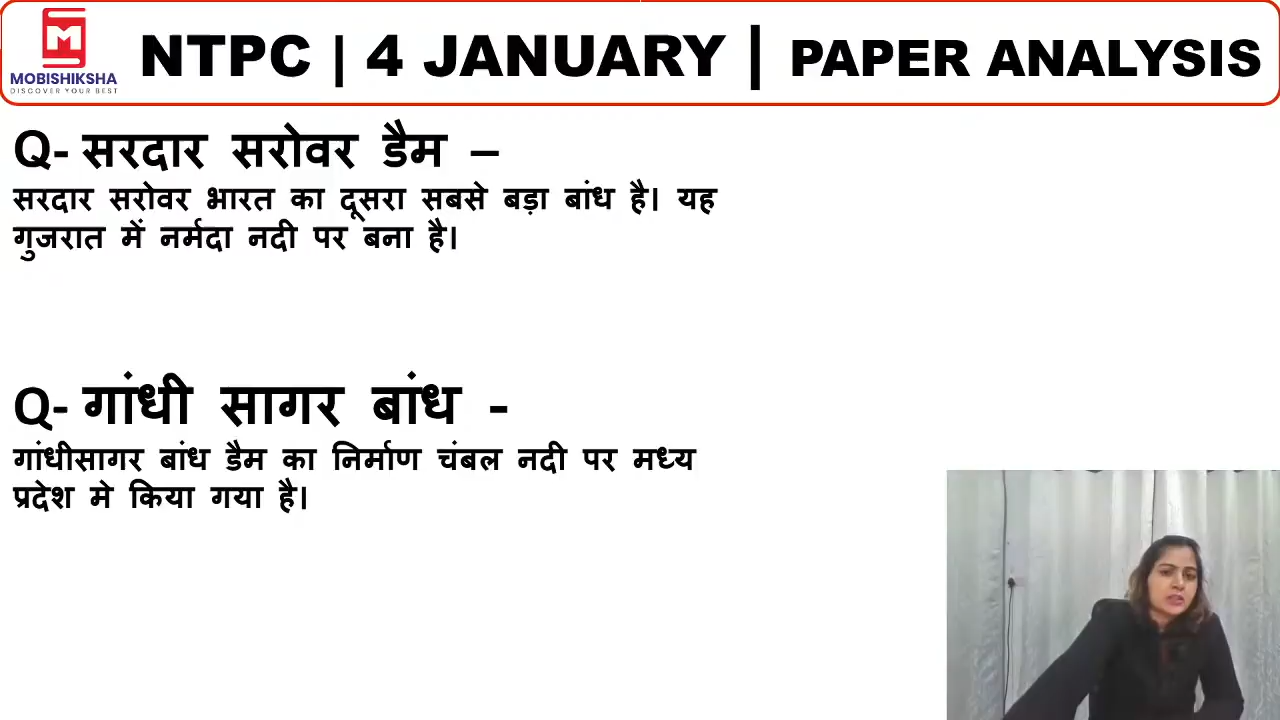 MOBISHIKSHA
DISCOVER YOUR BEST
NTPC | 4 JANUARY | PAPER ANALYSIS
Q- सरदार सरोवर डैम –
सरदार सरोवर भारत का दूसरा सबसे बड़ा बांध है। यह
गुजरात में नर्मदा नदी पर बना है।
Q- गांधी सागर बांध -
गांधीसागर बांध डैम का निर्माण चंबल नदी पर मध्य
प्रदेश मे किया गया है।